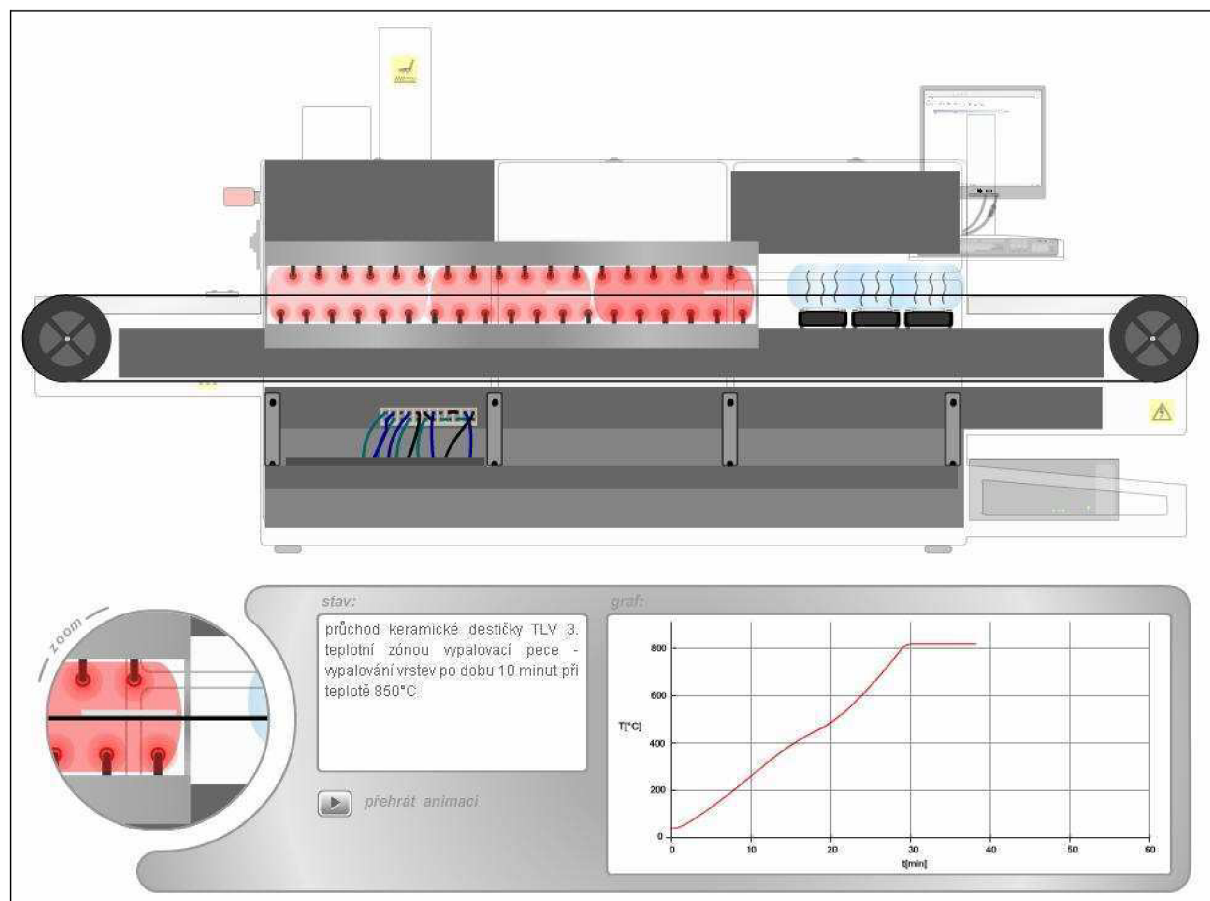 zoom
stav:
průchod keramické destičky TLV 3.
teplotní zónou vypalovací pece -
vypalování vrstev po dobu 10 minut při
teplotě 850°C
přehrát animaci
graf:
T[°C]
800
600
400
200
0
0 10 20 30 40 50 60
t[min]